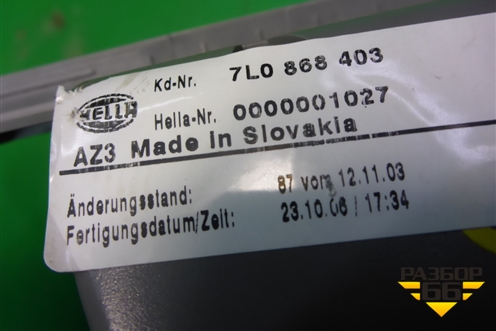 Kd-Nr. 7L0 868 403
HELLA
Hella-Nr. 0000001027
AZ3 Made in Slovakia
Änderungsstand: 87 vom 12.11.03
Fertigungsdatum/Zeit: 23.10.06 / 17:34
РАЗБОР
66